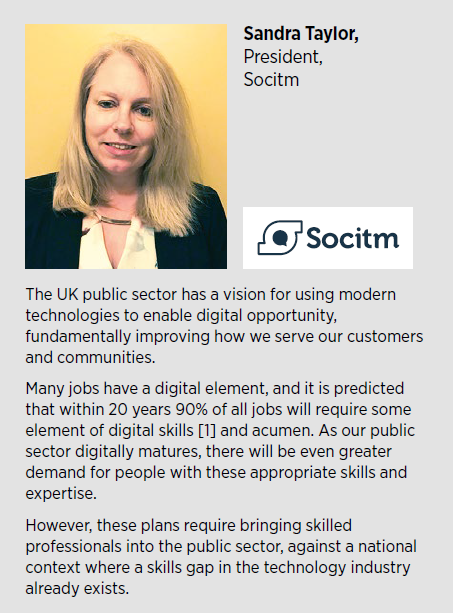 Sandra Taylor,
President,
Socitm
Socitm
The UK public sector has a vision for using modern
technologies to enable digital opportunity,
fundamentally improving how we serve our customers
and communities.
Many jobs have a digital element, and it is predicted
that within 20 years 90% of all jobs will require some
element of digital skills [1] and acumen. As our public
sector digitally matures, there will be even greater
demand for people with these appropriate skills and
expertise.
However, these plans require bringing skilled
professionals into the public sector, against a national
context where a skills gap in the technology industry
already exists.